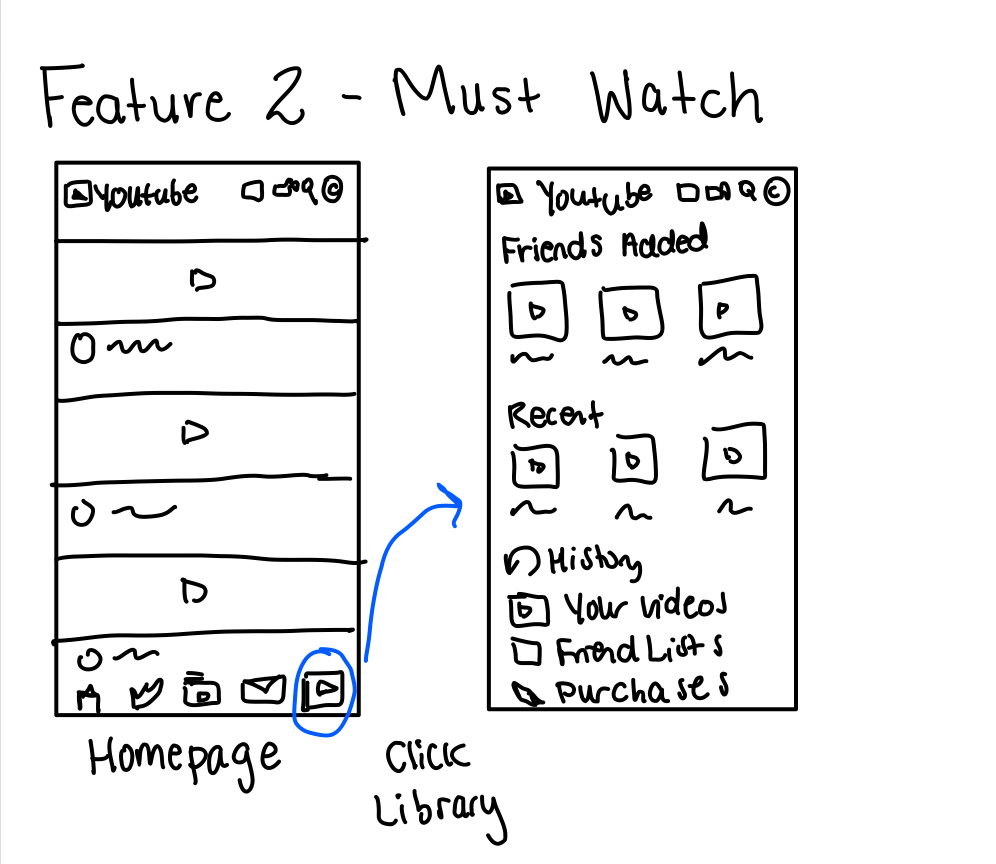 Feature 2 - Must Watch
Youtube
C
Homepage
Click
Library
Youtube
C
Friends Added
Recent
History
Your videos
Friend Lists
Purchases